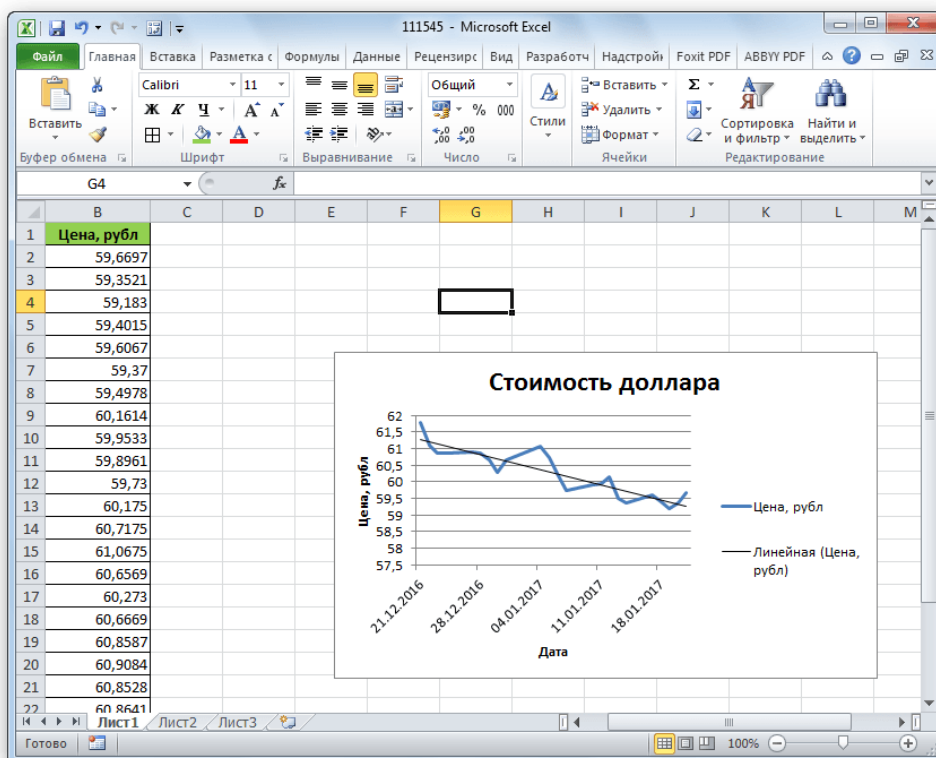 111545 - Microsoft Excel
Файл Главная Вставка Разметка с Формулы Данные Рецензирс Вид Разработч Надстрой Foxit PDF ABBYY PDF
Calibri 11 Общий Вставить Σ
Ж К Ч А А % 000 Удалить
Вставить А ,00 ,0 Стили Формат Сортировка и фильтр Найти и выделить
Буфер обмена Шрифт Выравнивание Число Ячейки Редактирование
G4 fx
B C D E F G H I J K L M
1 Цена, рубл
2 59,6697
3 59,3521
4 59,183
5 59,4015
6 59,6067
7 59,37
8 59,4978
9 60,1614
10 59,9533
11 59,8961
12 59,73
13 60,175
14 60,7175
15 61,0675
16 60,6569
17 60,273
18 60,6669
19 60,8587
20 60,9084
21 60,8528
22 60,8641
Стоимость доллара
62
61,5
61
60,5
60
59,5
59
58,5
58
57,5
Цена, рубл
21.12.2016 28.12.2016 04.01.2017 11.01.2017 18.01.2017
Дата
Цена, рубл
Линейная (Цена,
рубл)
Лист1 Лист2 Лист3
Готово 100%